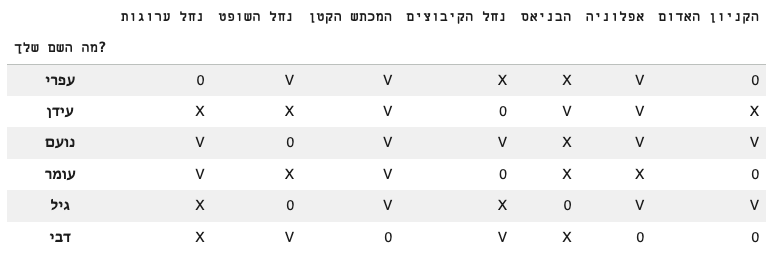 נחל ערוגות נחל השופט המכתש הקטן נחל הקיבוצים הבניאס אפלוניה הקניון האדום
מה השם שלך?
עפרי 0 V V X X V 0
עידן X X V 0 V V X
נועם V 0 V V X V V
עומר V X V 0 X X 0
גיל X 0 V X 0 V V
דבי X V 0 V X 0 0